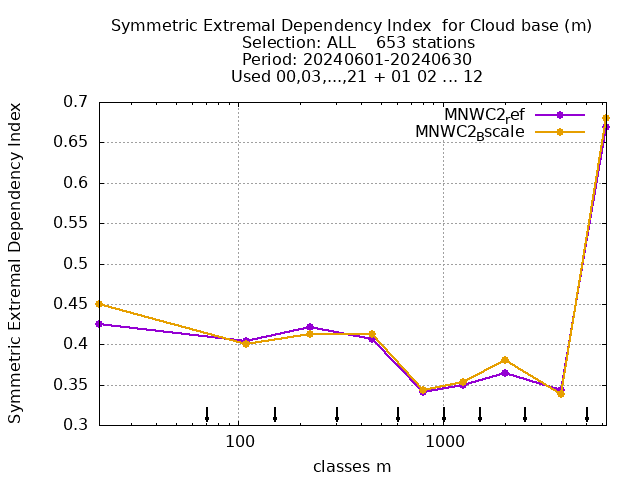 Symmetric Extremal Dependency Index  for Cloud base (m)
Selection: ALL    653 stations
Period: 20240601-20240630
Used 00,03,...,21 + 01 02 ... 12
MNWC2ref
MNWC2Bscale
Symmetric Extremal Dependency Index
0.7
0.65
0.6
0.55
0.5
0.45
0.4
0.35
0.3
100
1000
classes m